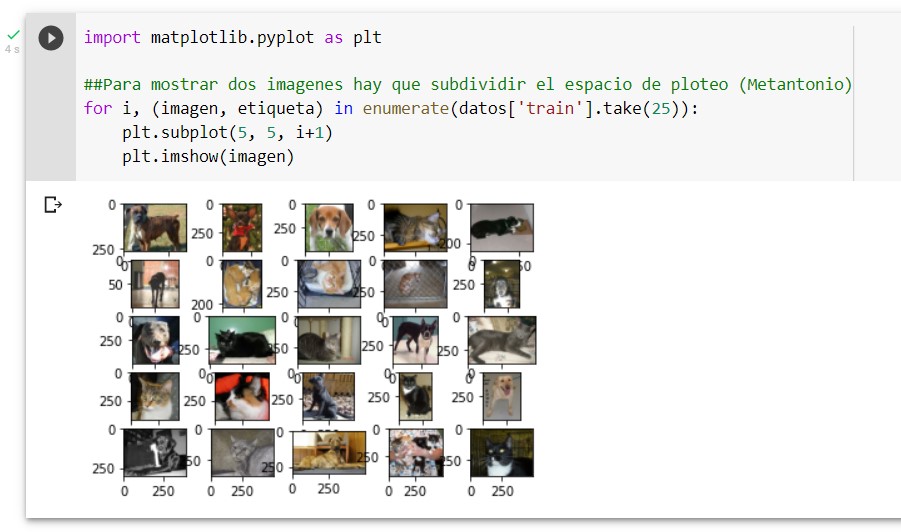 4 s
import matplotlib.pyplot as plt
##Para mostrar dos imagenes hay que subdividir el espacio de ploteo (Metantonio)
for i, (imagen, etiqueta) in enumerate(datos['train'].take(25)):
plt.subplot(5, 5, i+1)
plt.imshow(imagen)
0 0 0 0 0
250 250 250 250 200
0 0 50
0 0 0 0 0
50 200 250 250 250
0 0 0 0 0
250 250 250 250 250
0 0 0 0 0
250 250 250 250 250
0 0 0 0 0
250 250 250 250 250
0 250 0 250 0 250 0 250 0 250